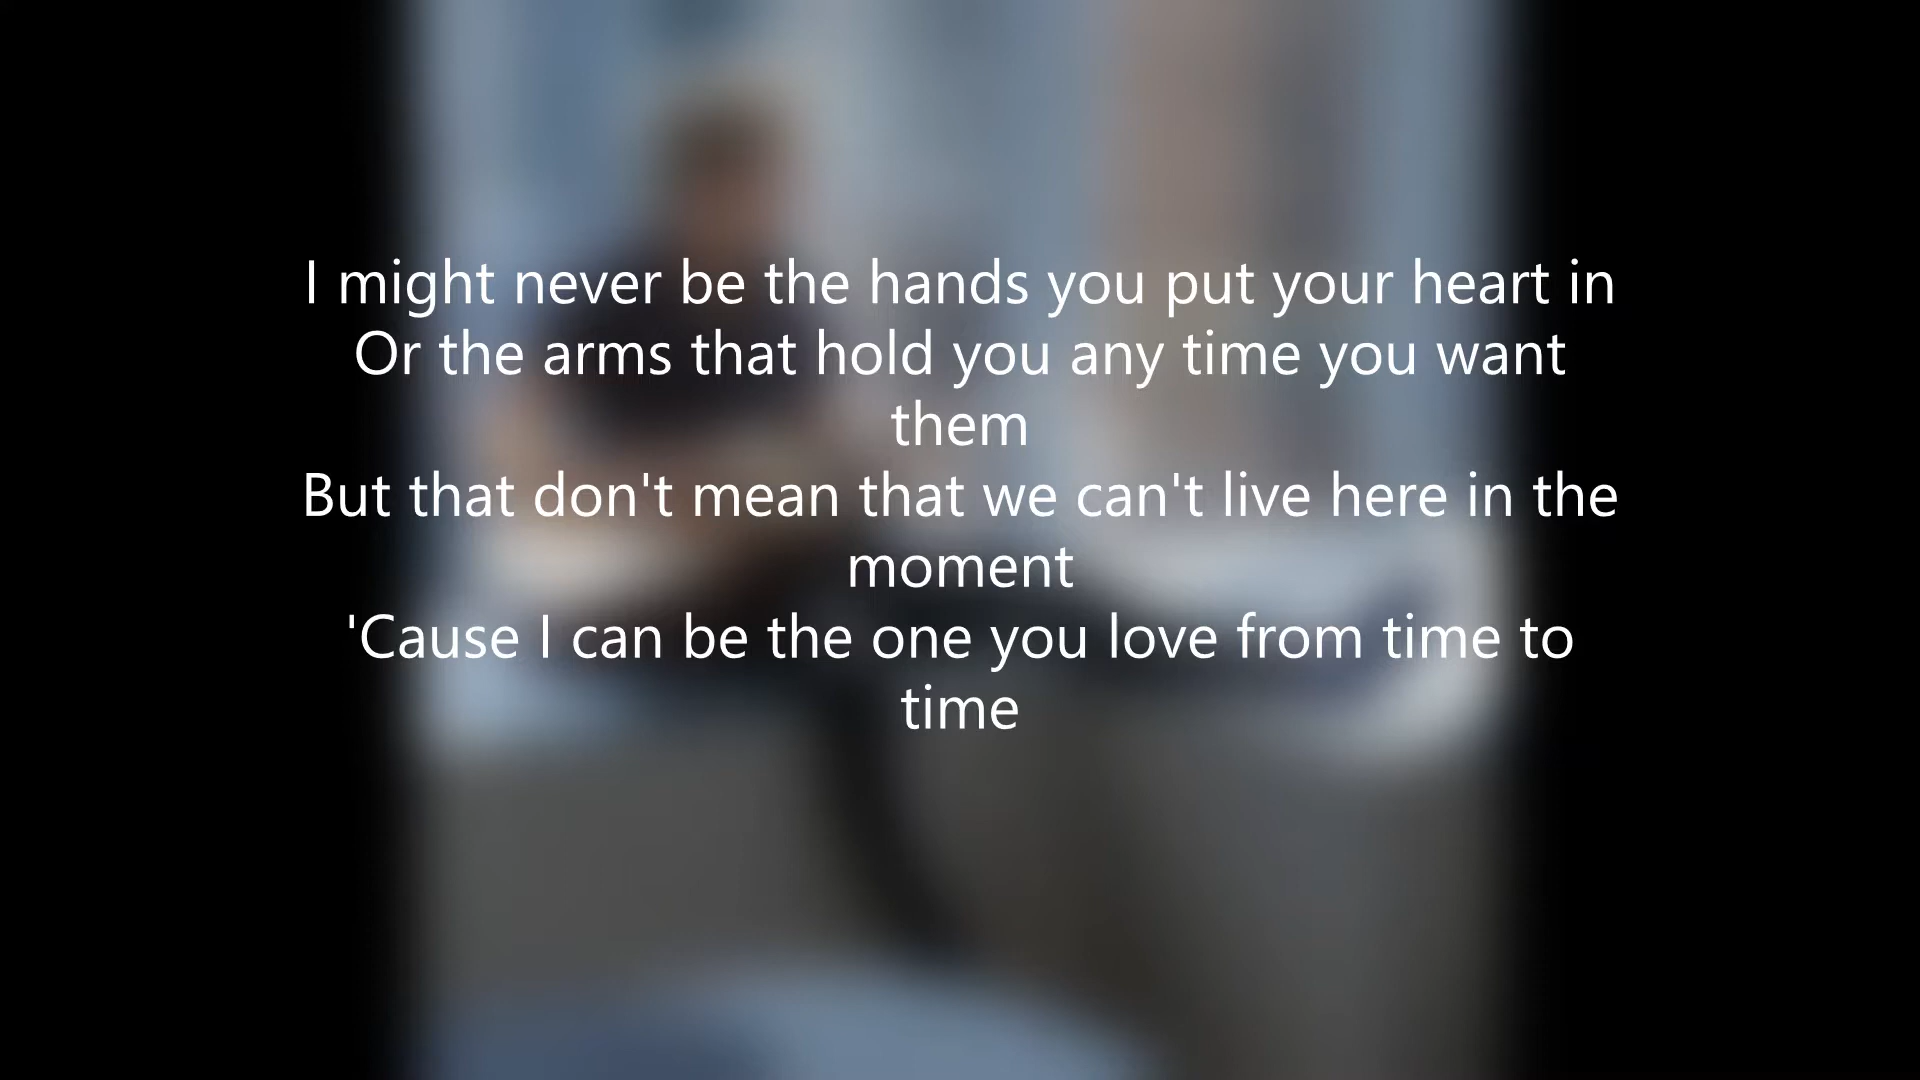 I might never be the hands you put your heart in
Or the arms that hold you any time you want
them
But that don't mean that we can't live here in the
moment
'Cause I can be the one you love from time to
time